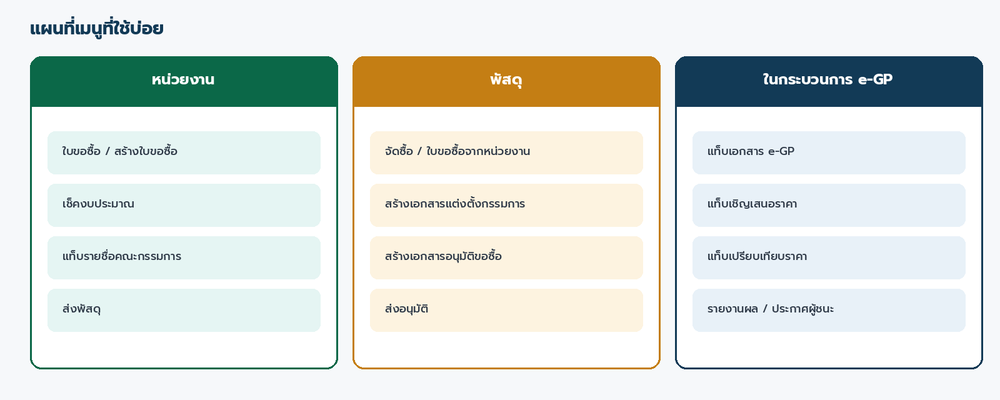 แผนที่เมนูที่ใช้บ่อย
หน่วยงาน
ใบขอซื้อ / สร้างใบขอซื้อ
เช็คงบประมาณ
แท็บรายชื่อคณะกรรมการ
ส่งพัสดุ
พัสดุ
จัดซื้อ / ใบขอซื้อจากหน่วยงาน
สร้างเอกสารแต่งตั้งกรรมการ
สร้างเอกสารอนุมัติขอซื้อ
ส่งอนุมัติ
ในกระบวนการ e-GP
แท็บเอกสาร e-GP
แท็บเชิญเสนอราคา
แท็บเปรียบเทียบราคา
รายงานผล / ประกาศผู้ชนะ